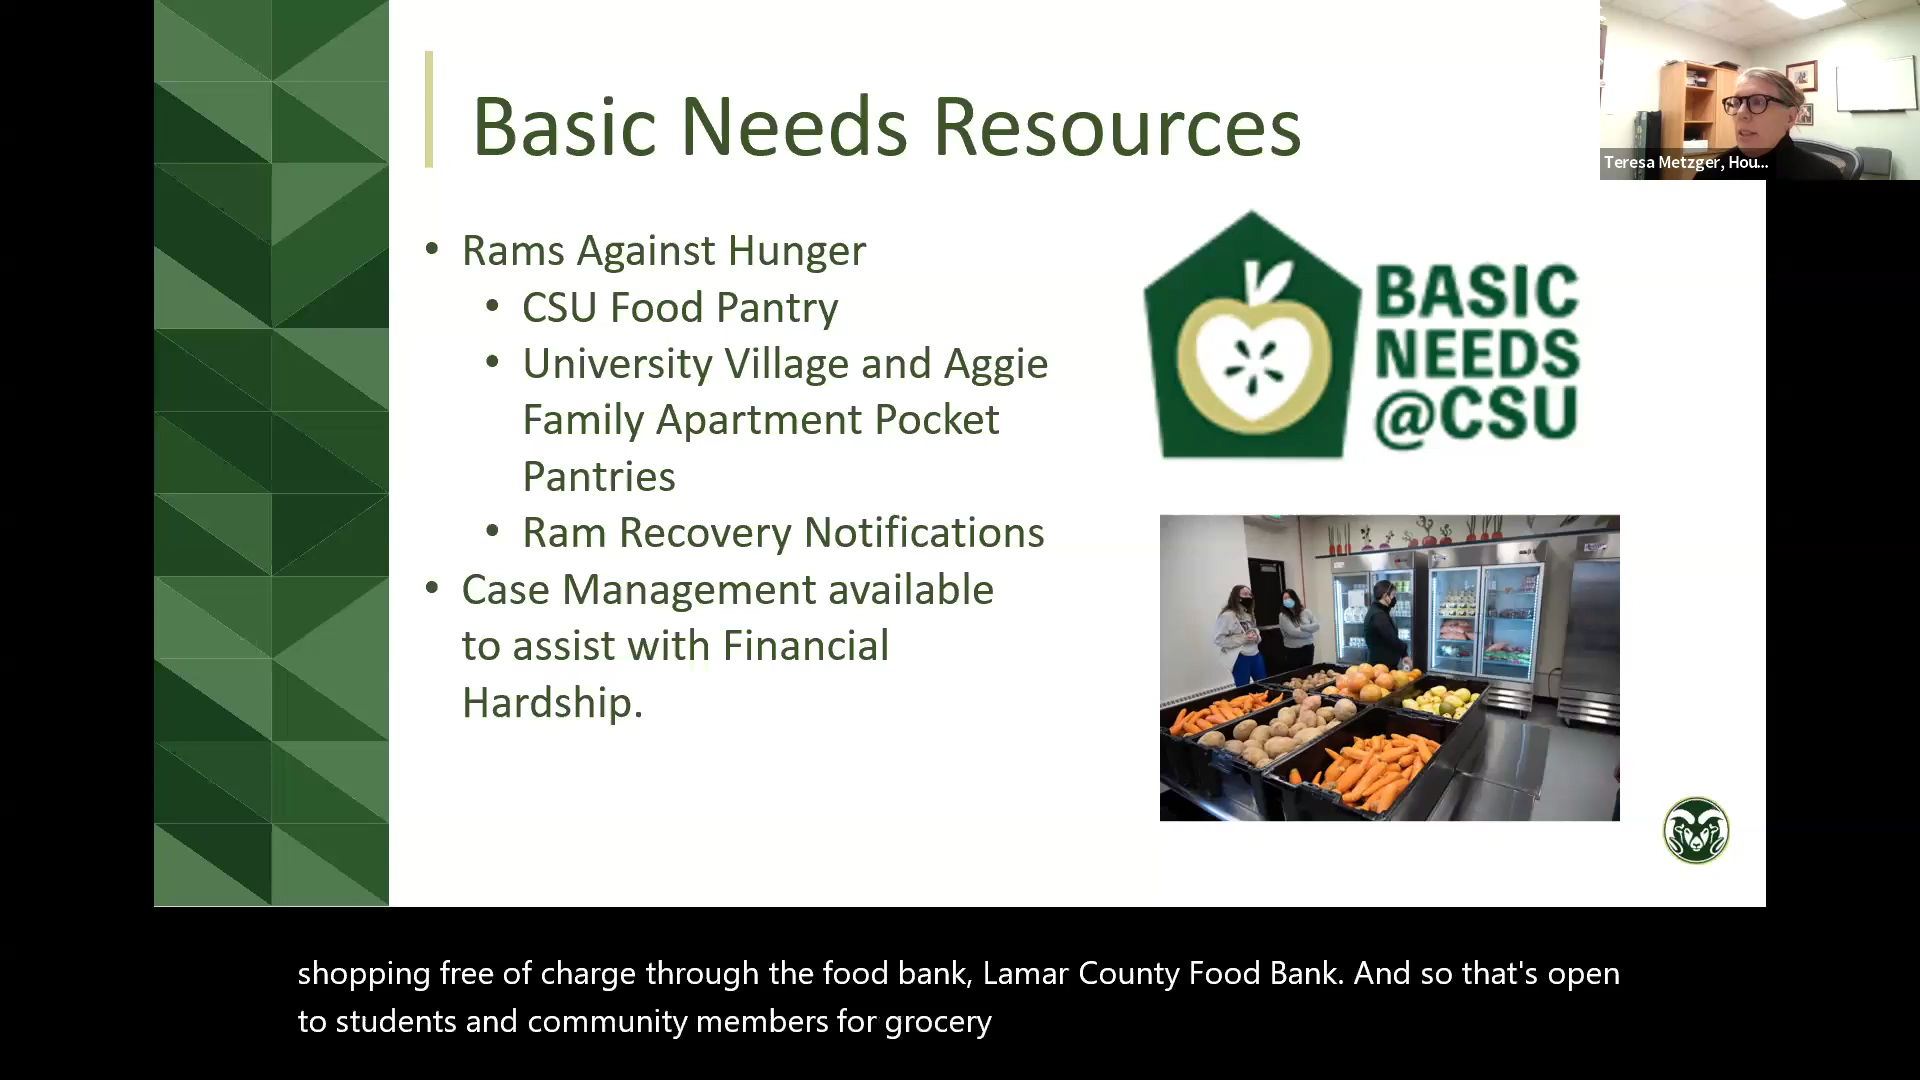 Basic Needs Resources
Teresa Metzger, Hou...
• Rams Against Hunger
• CSU Food Pantry
• University Village and Aggie
Family Apartment Pocket
Pantries
• Ram Recovery Notifications
• Case Management available
to assist with Financial
Hardship.
BASIC
NEEDS
@CSU
shopping free of charge through the food bank, Lamar County Food Bank. And so that's open
to students and community members for grocery